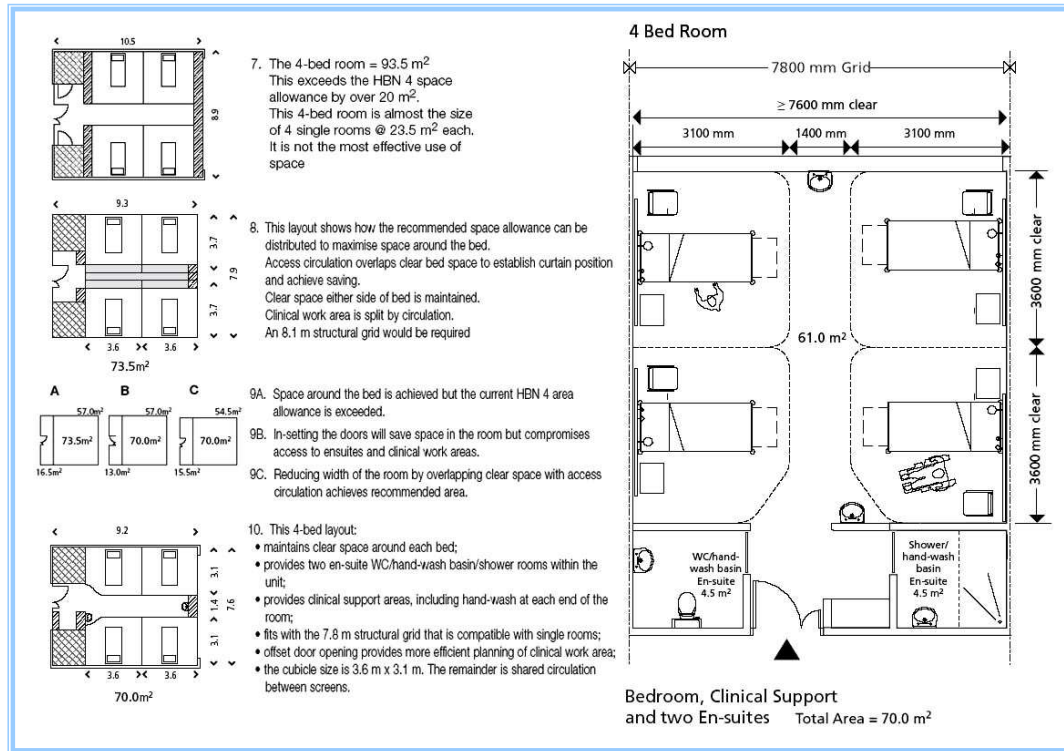 10.5
8.9
7. The 4-bed room = 93.5 m²
This exceeds the HBN 4 space
allowance by over 20 m².
This 4-bed room is almost the size
of 4 single rooms @ 23.5 m² each.
It is not the most effective use of
space
9.3
3.7
7.9
3.7
3.6 3.6
73.5m²
8. This layout shows how the recommended space allowance can be
distributed to maximise space around the bed.
Access circulation overlaps clear bed space to establish curtain position
and achieve saving.
Clear space either side of bed is maintained.
Clinical work area is split by circulation.
An 8.1 m structural grid would be required
A B C
57.0m² 57.0m² 54.5m²
73.5m² 70.0m² 70.0m²
16.5m² 13.0m² 15.5m²
9A. Space around the bed is achieved but the current HBN 4 area
allowance is exceeded.
9B. In-setting the doors will save space in the room but compromises
access to ensuites and clinical work areas.
9C. Reducing width of the room by overlapping clear space with access
circulation achieves recommended area.
9.2
3.1
1.4 7.6
3.1
3.6 3.6
70.0m²
10. This 4-bed layout:
• maintains clear space around each bed;
• provides two en-suite WC/hand-wash basin/shower rooms within the
unit;
• provides clinical support areas, including hand-wash at each end of the
room;
• fits with the 7.8 m structural grid that is compatible with single rooms;
• offset door opening provides more efficient planning of clinical work area;
• the cubicle size is 3.6 m x 3.1 m. The remainder is shared circulation
between screens.
4 Bed Room
7800 mm Grid
≥ 7600 mm clear
3100 mm 1400 mm 3100 mm
3600 mm clear
61.0 m²
3600 mm clear
WC/hand-
wash basin
En-suite
4.5 m²
Shower/
hand-wash
basin
En-suite
4.5 m²
Bedroom, Clinical Support
and two En-suites Total Area = 70.0 m²